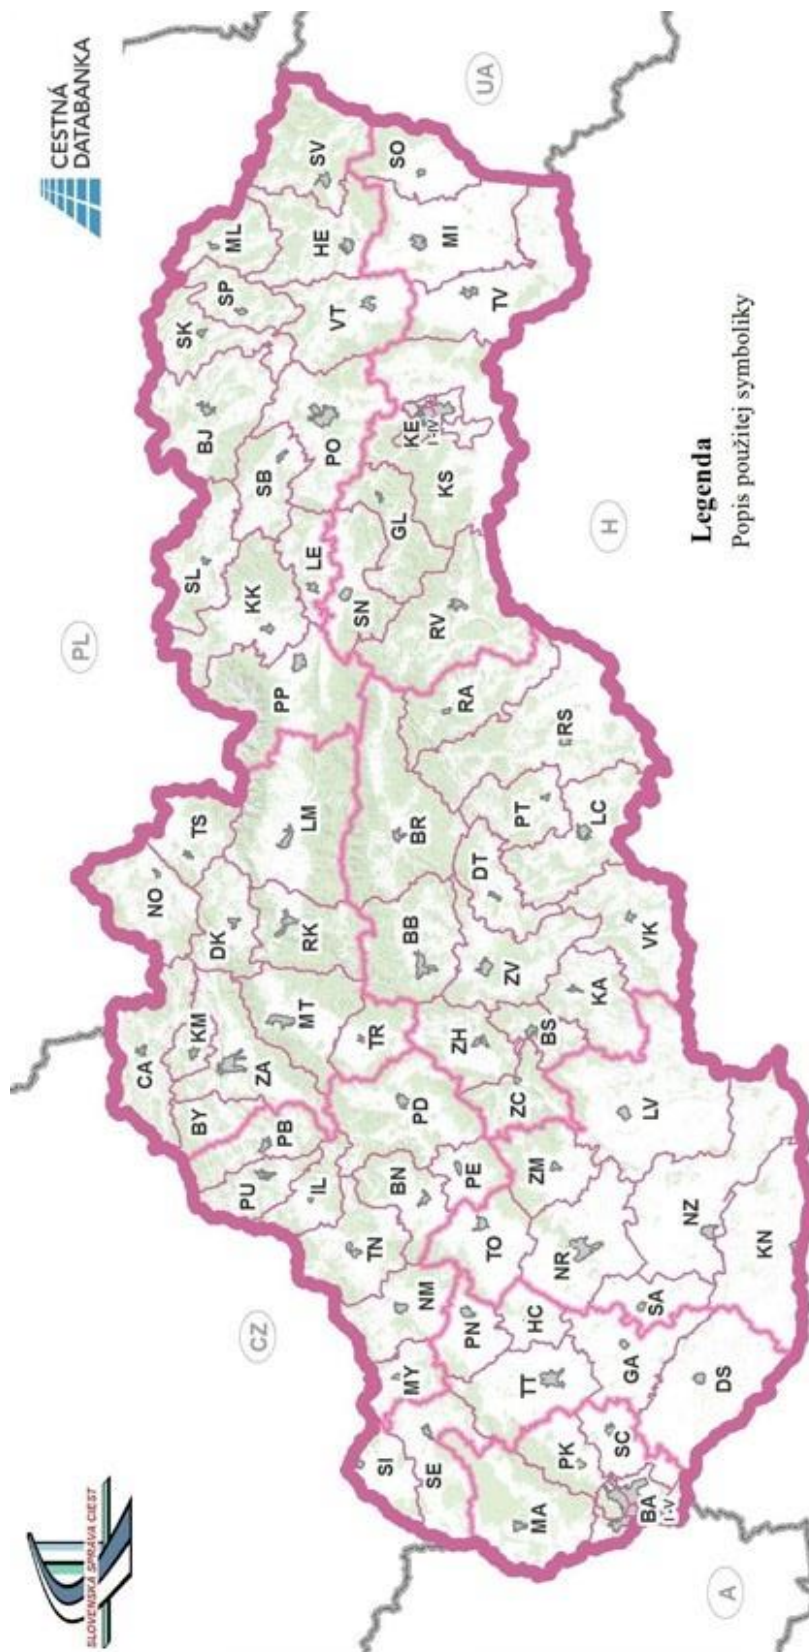 SLOVENSKÁ SPRÁVA CIEST
CESTNÁ
DATABANKA
PL
CZ
UA
H
A
CA
NO
TS
KM
BY
DK
ZA
PB
PU
IL
MT
RK
LM
TR
PP
KK
SL
LE
SB
BJ
PO
SK
SP
ML
VT
HE
SV
SN
GL
RV
KS
KE
I-IV
TV
MI
SO
TN
BN
PD
PE
NM
MY
SI
SE
MA
PK
SC
BA
I-V
PN
HC
TT
GA
DS
TO
NR
ZM
SA
NZ
KN
LV
ZH
ZC
BS
BB
BR
ZV
DT
KA
VK
PT
LC
RA
RS
Legenda
Popis použitej symboliky